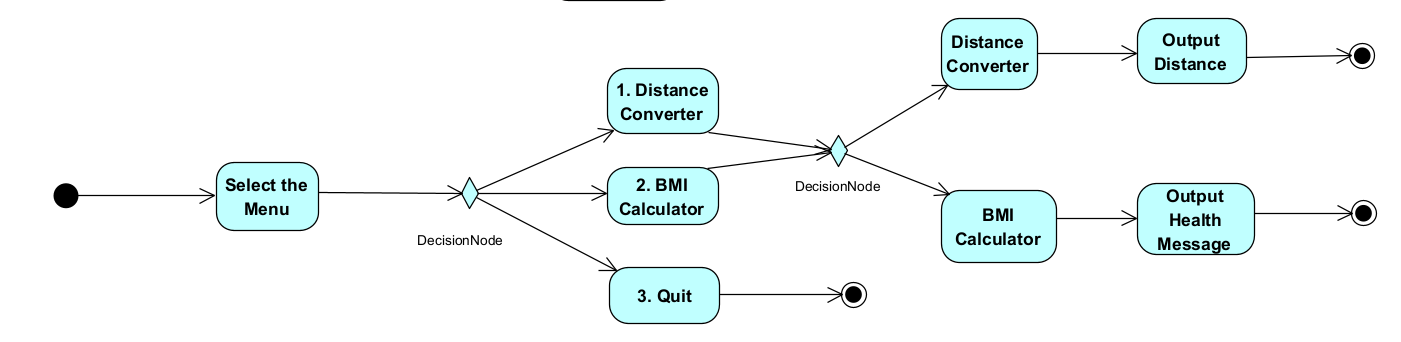 Select the
Menu
DecisionNode
1. Distance
Converter
2. BMI
Calculator
3. Quit
DecisionNode
Distance
Converter
Output
Distance
BMI
Calculator
Output
Health
Message